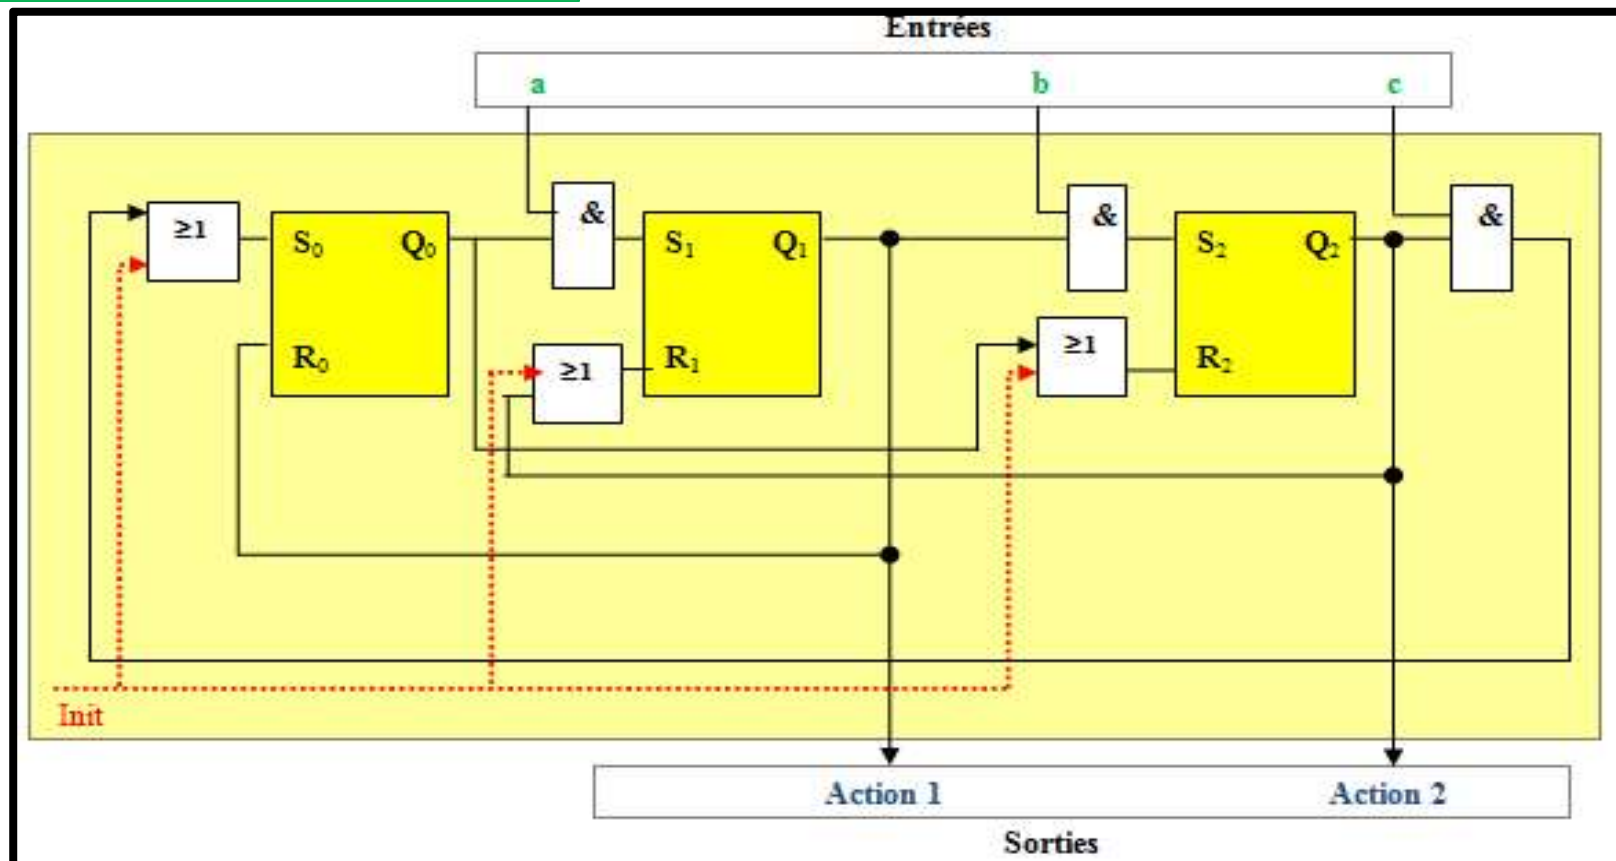 Entrées
a b c
≥1 S₀ Q₀ & S₁ Q₁ & S₂ Q₂ &
R₀ ≥1 R₁ ≥1 R₂
Init
Action 1 Action 2
Sorties